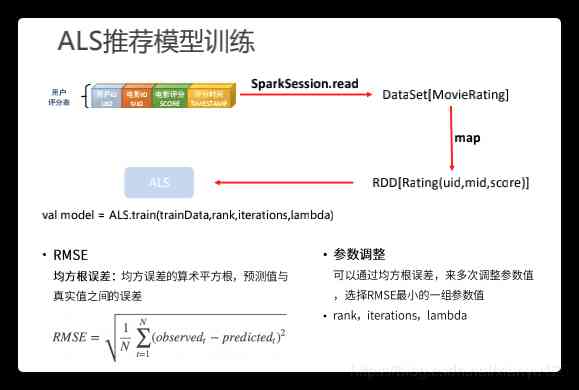 ALS推荐模型训练
用户
评分表
用户ID
UID
电影ID
MID
电影评分
SCORE
评分时间
TIMESTAMP
SparkSession.read
DataSet[MovieRating]
map
ALS
RDD[Rating(uid,mid,score)]
val model = ALS.train(trainData,rank,iterations,lambda)
• RMSE
均方根误差：均方误差的算术平方根，预测值与
真实值之间的误差
RMSE = √(1/N ∑_{t=1}^{N} (observed_t − predicted_t)²)
• 参数调整
可以通过均方根误差，来多次调整参数值
，选择RMSE最小的一组参数值
• rank，iterations，lambda